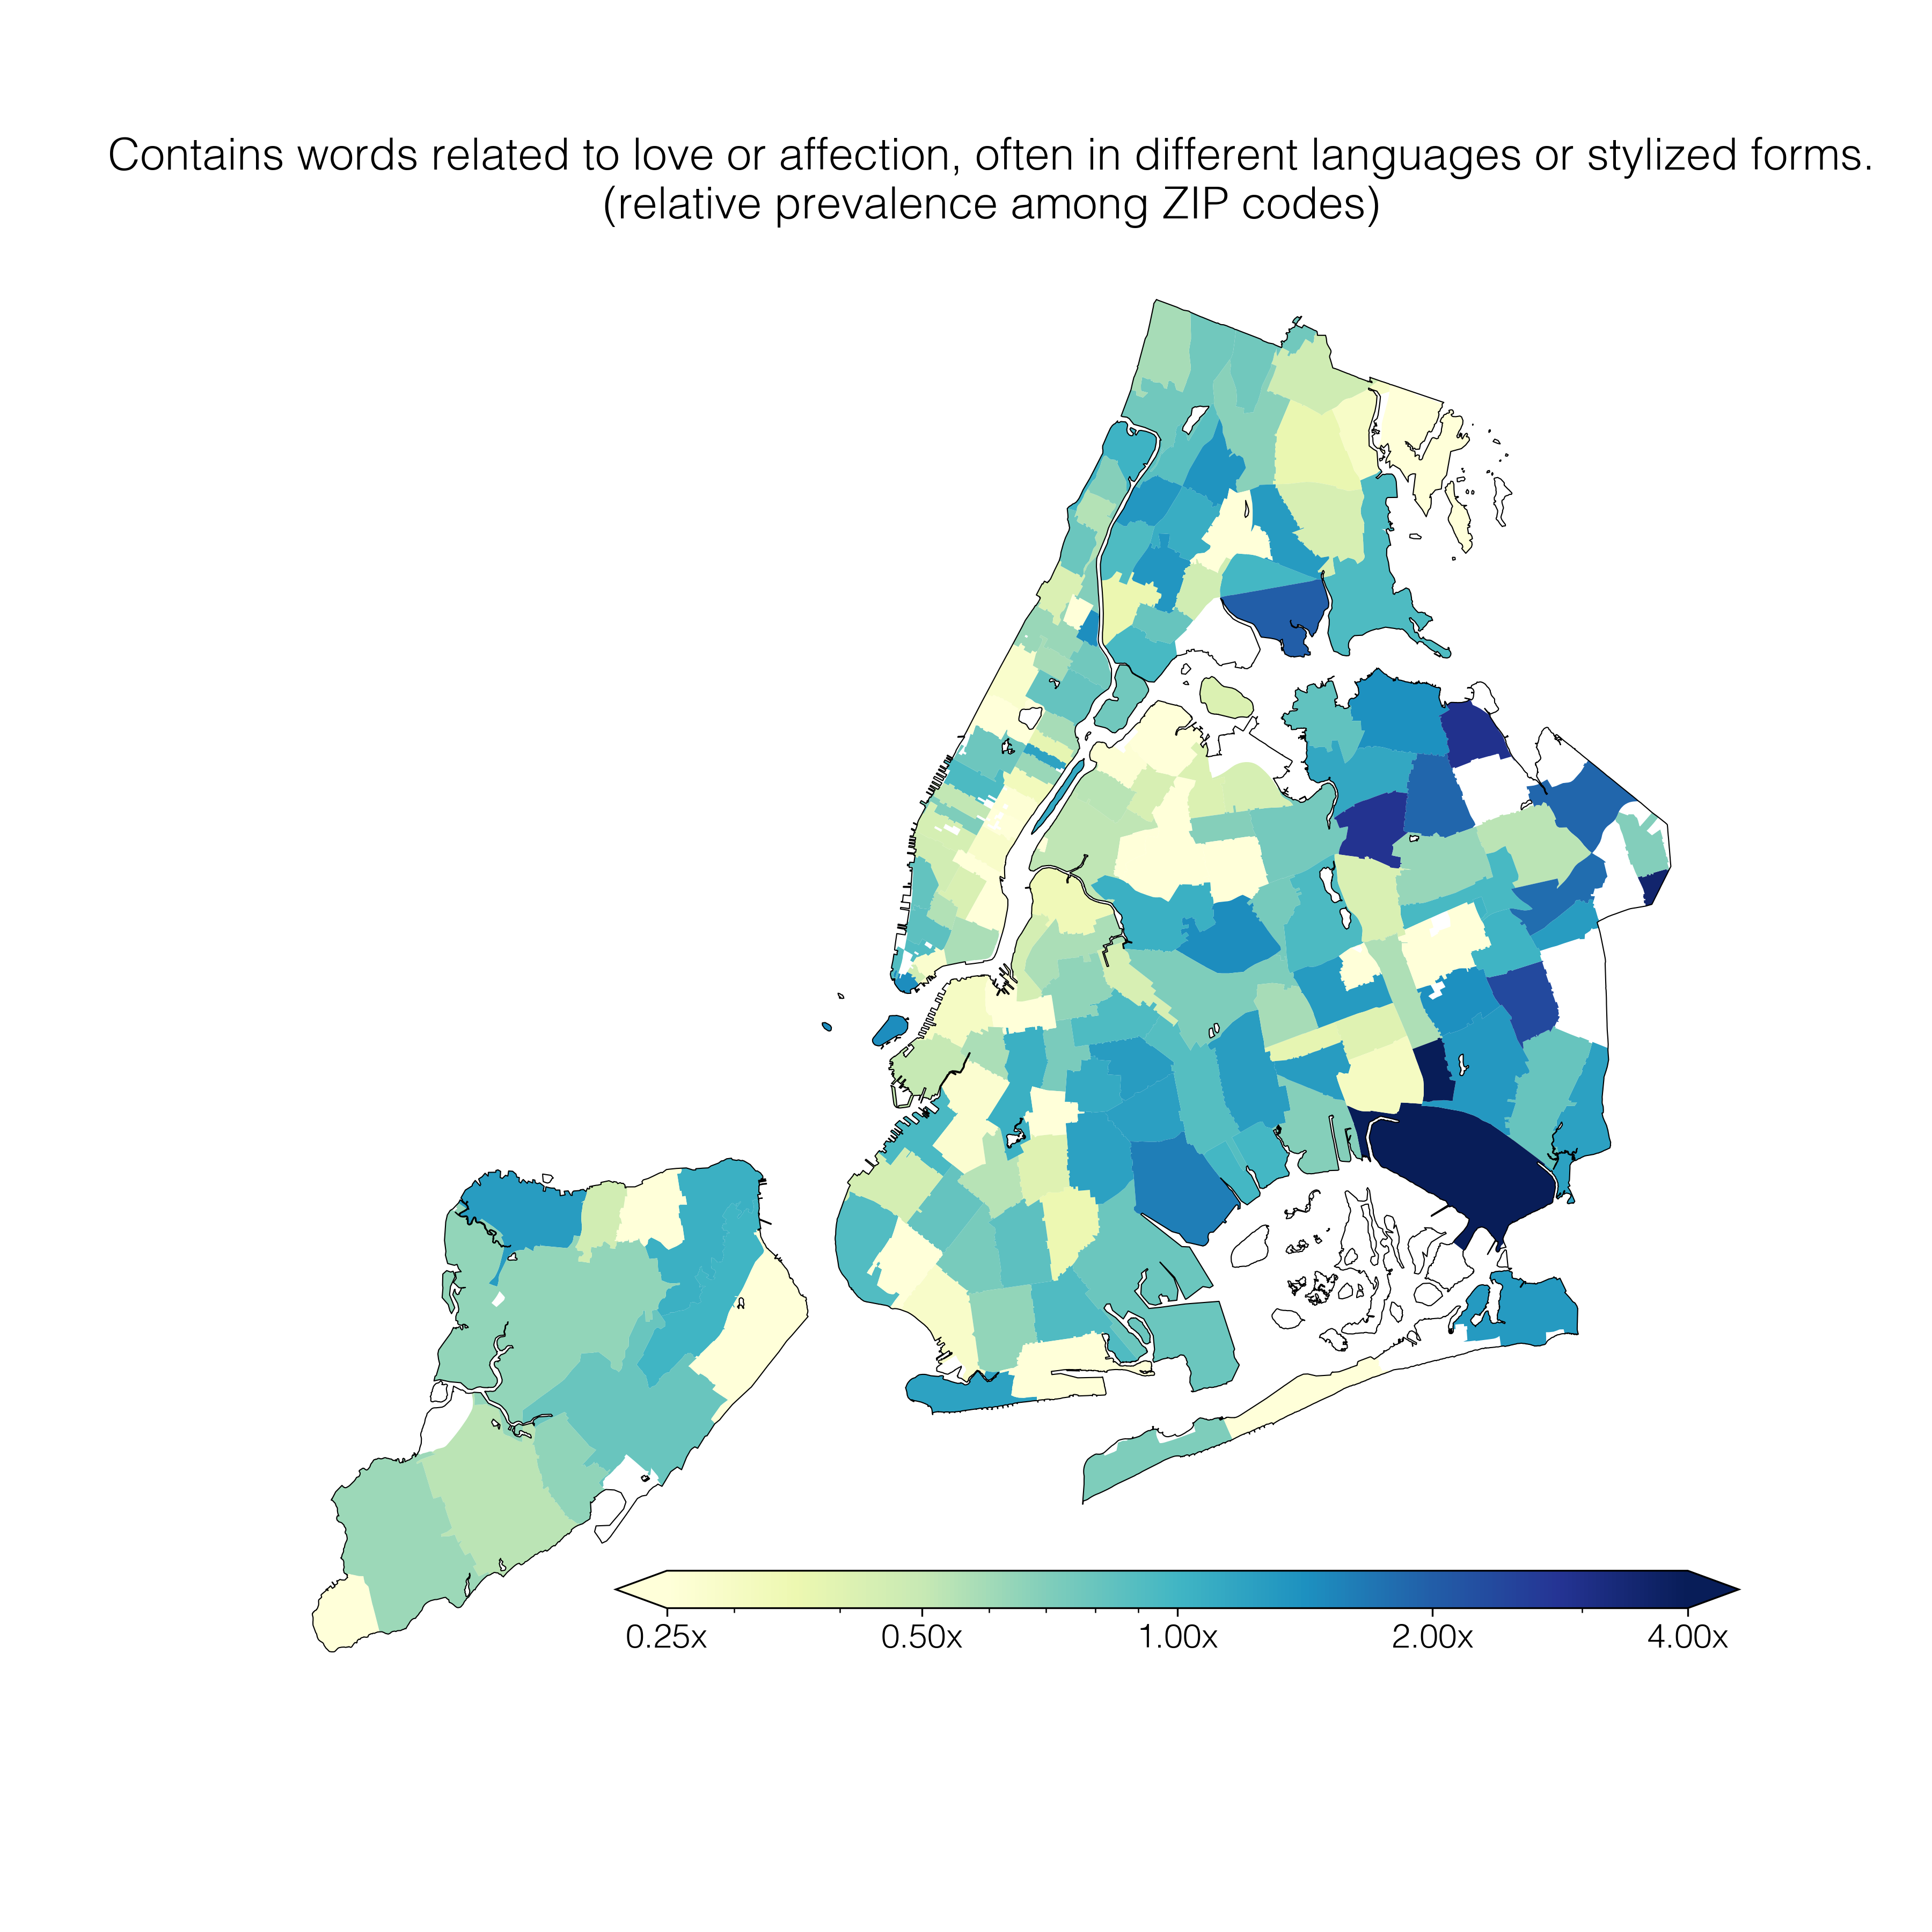 Contains words related to love or affection, often in different languages or stylized forms.
(relative prevalence among ZIP codes)
0.25x 0.50x 1.00x 2.00x 4.00x